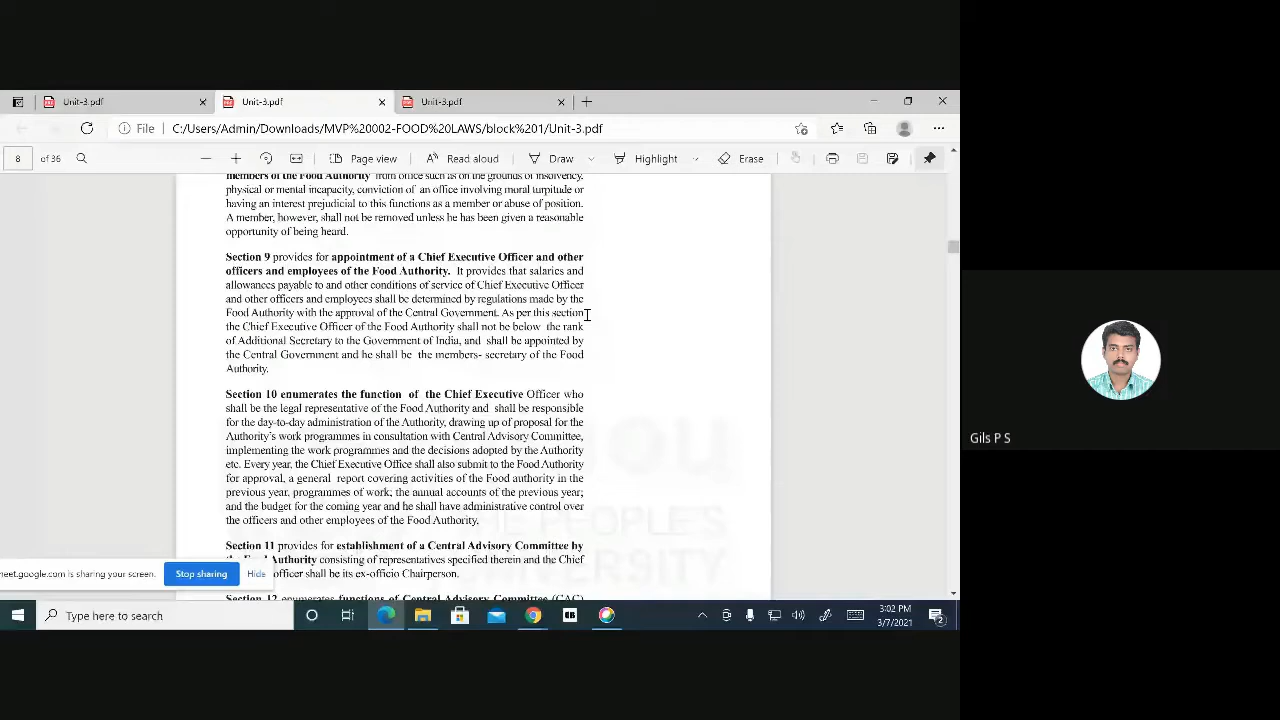 Unit-3.pdf
Unit-3.pdf
Unit-3.pdf
File C:/Users/Admin/Downloads/MVP%20002-FOOD%20LAWS/block%201/Unit-3.pdf
8 of 36 Page view Read aloud Draw Highlight Erase
members of the Food Authority from office such as on the grounds of insolvency,
physical or mental incapacity, conviction of an office involving moral turpitude or
having an interest prejudicial to this functions as a member or abuse of position.
A member, however, shall not be removed unless he has been given a reasonable
opportunity of being heard.
Section 9 provides for appointment of a Chief Executive Officer and other
officers and employees of the Food Authority. It provides that salaries and
allowances payable to and other conditions of service of Chief Executive Officer
and other officers and employees shall be determined by regulations made by the
Food Authority with the approval of the Central Government. As per this section
the Chief Executive Officer of the Food Authority shall not be below the rank
of Additional Secretary to the Government of India, and shall be appointed by
the Central Government and he shall be the members- secretary of the Food
Authority.
Section 10 enumerates the function of the Chief Executive Officer who
shall be the legal representative of the Food Authority and shall be responsible
for the day-to-day administration of the Authority, drawing up of proposal for the
Authority's work programmes in consultation with Central Advisory Committee,
implementing the work programmes and the decisions adopted by the Authority
etc. Every year, the Chief Executive Office shall also submit to the Food Authority
for approval, a general report covering activities of the Food authority in the
previous year, programmes of work; the annual accounts of the previous year;
and the budget for the coming year and he shall have administrative control over
the officers and other employees of the Food Authority.
Section 11 provides for establishment of a Central Advisory Committee by
Authority consisting of representatives specified therein and the Chief
officer shall be its ex-officio Chairperson.
Section 12 enumerates functions of Central Advisory Committee (CAC)
PEOPLE'S
UNIVERSITY
meet.google.com is sharing your screen. Stop sharing Hide
Gils P S
Type here to search
3:02 PM
3/7/2021
2